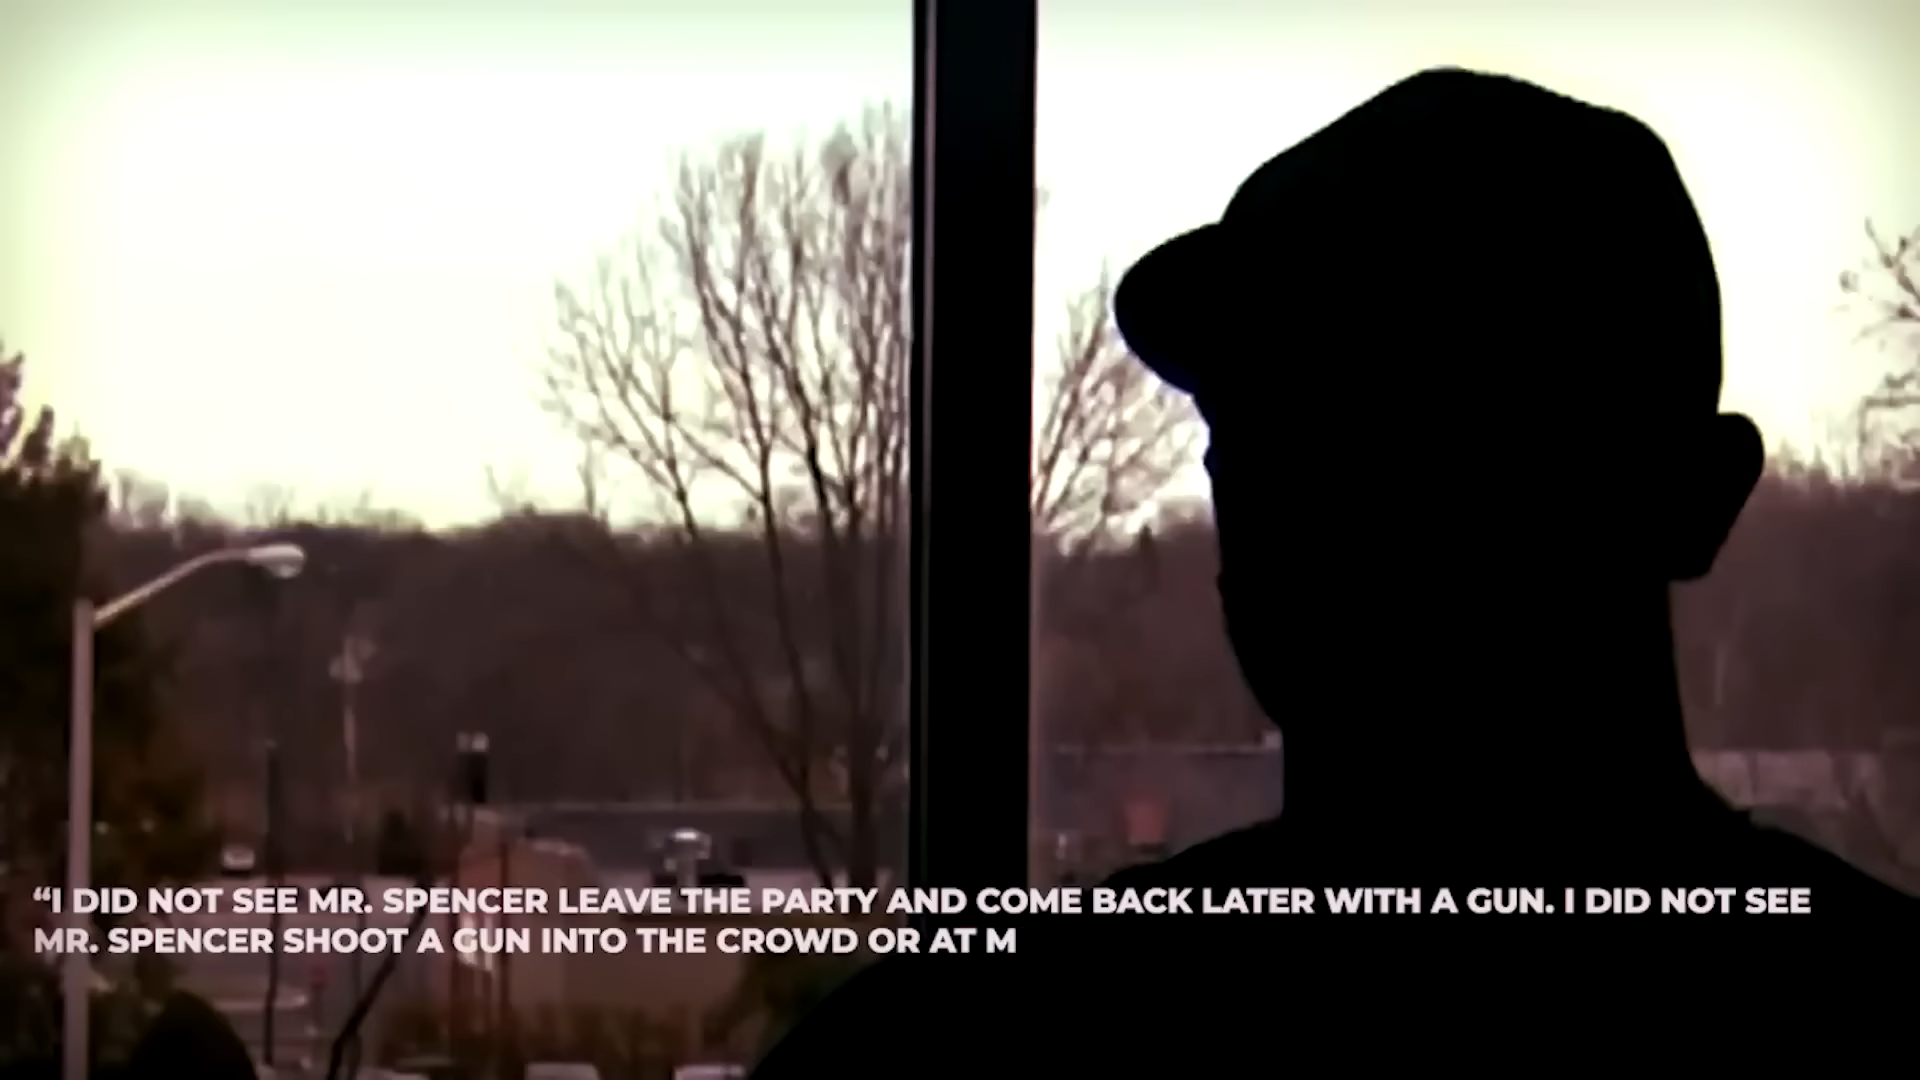 “I DID NOT SEE MR. SPENCER LEAVE THE PARTY AND COME BACK LATER WITH A GUN. I DID NOT SEE
MR. SPENCER SHOOT A GUN INTO THE CROWD OR AT M